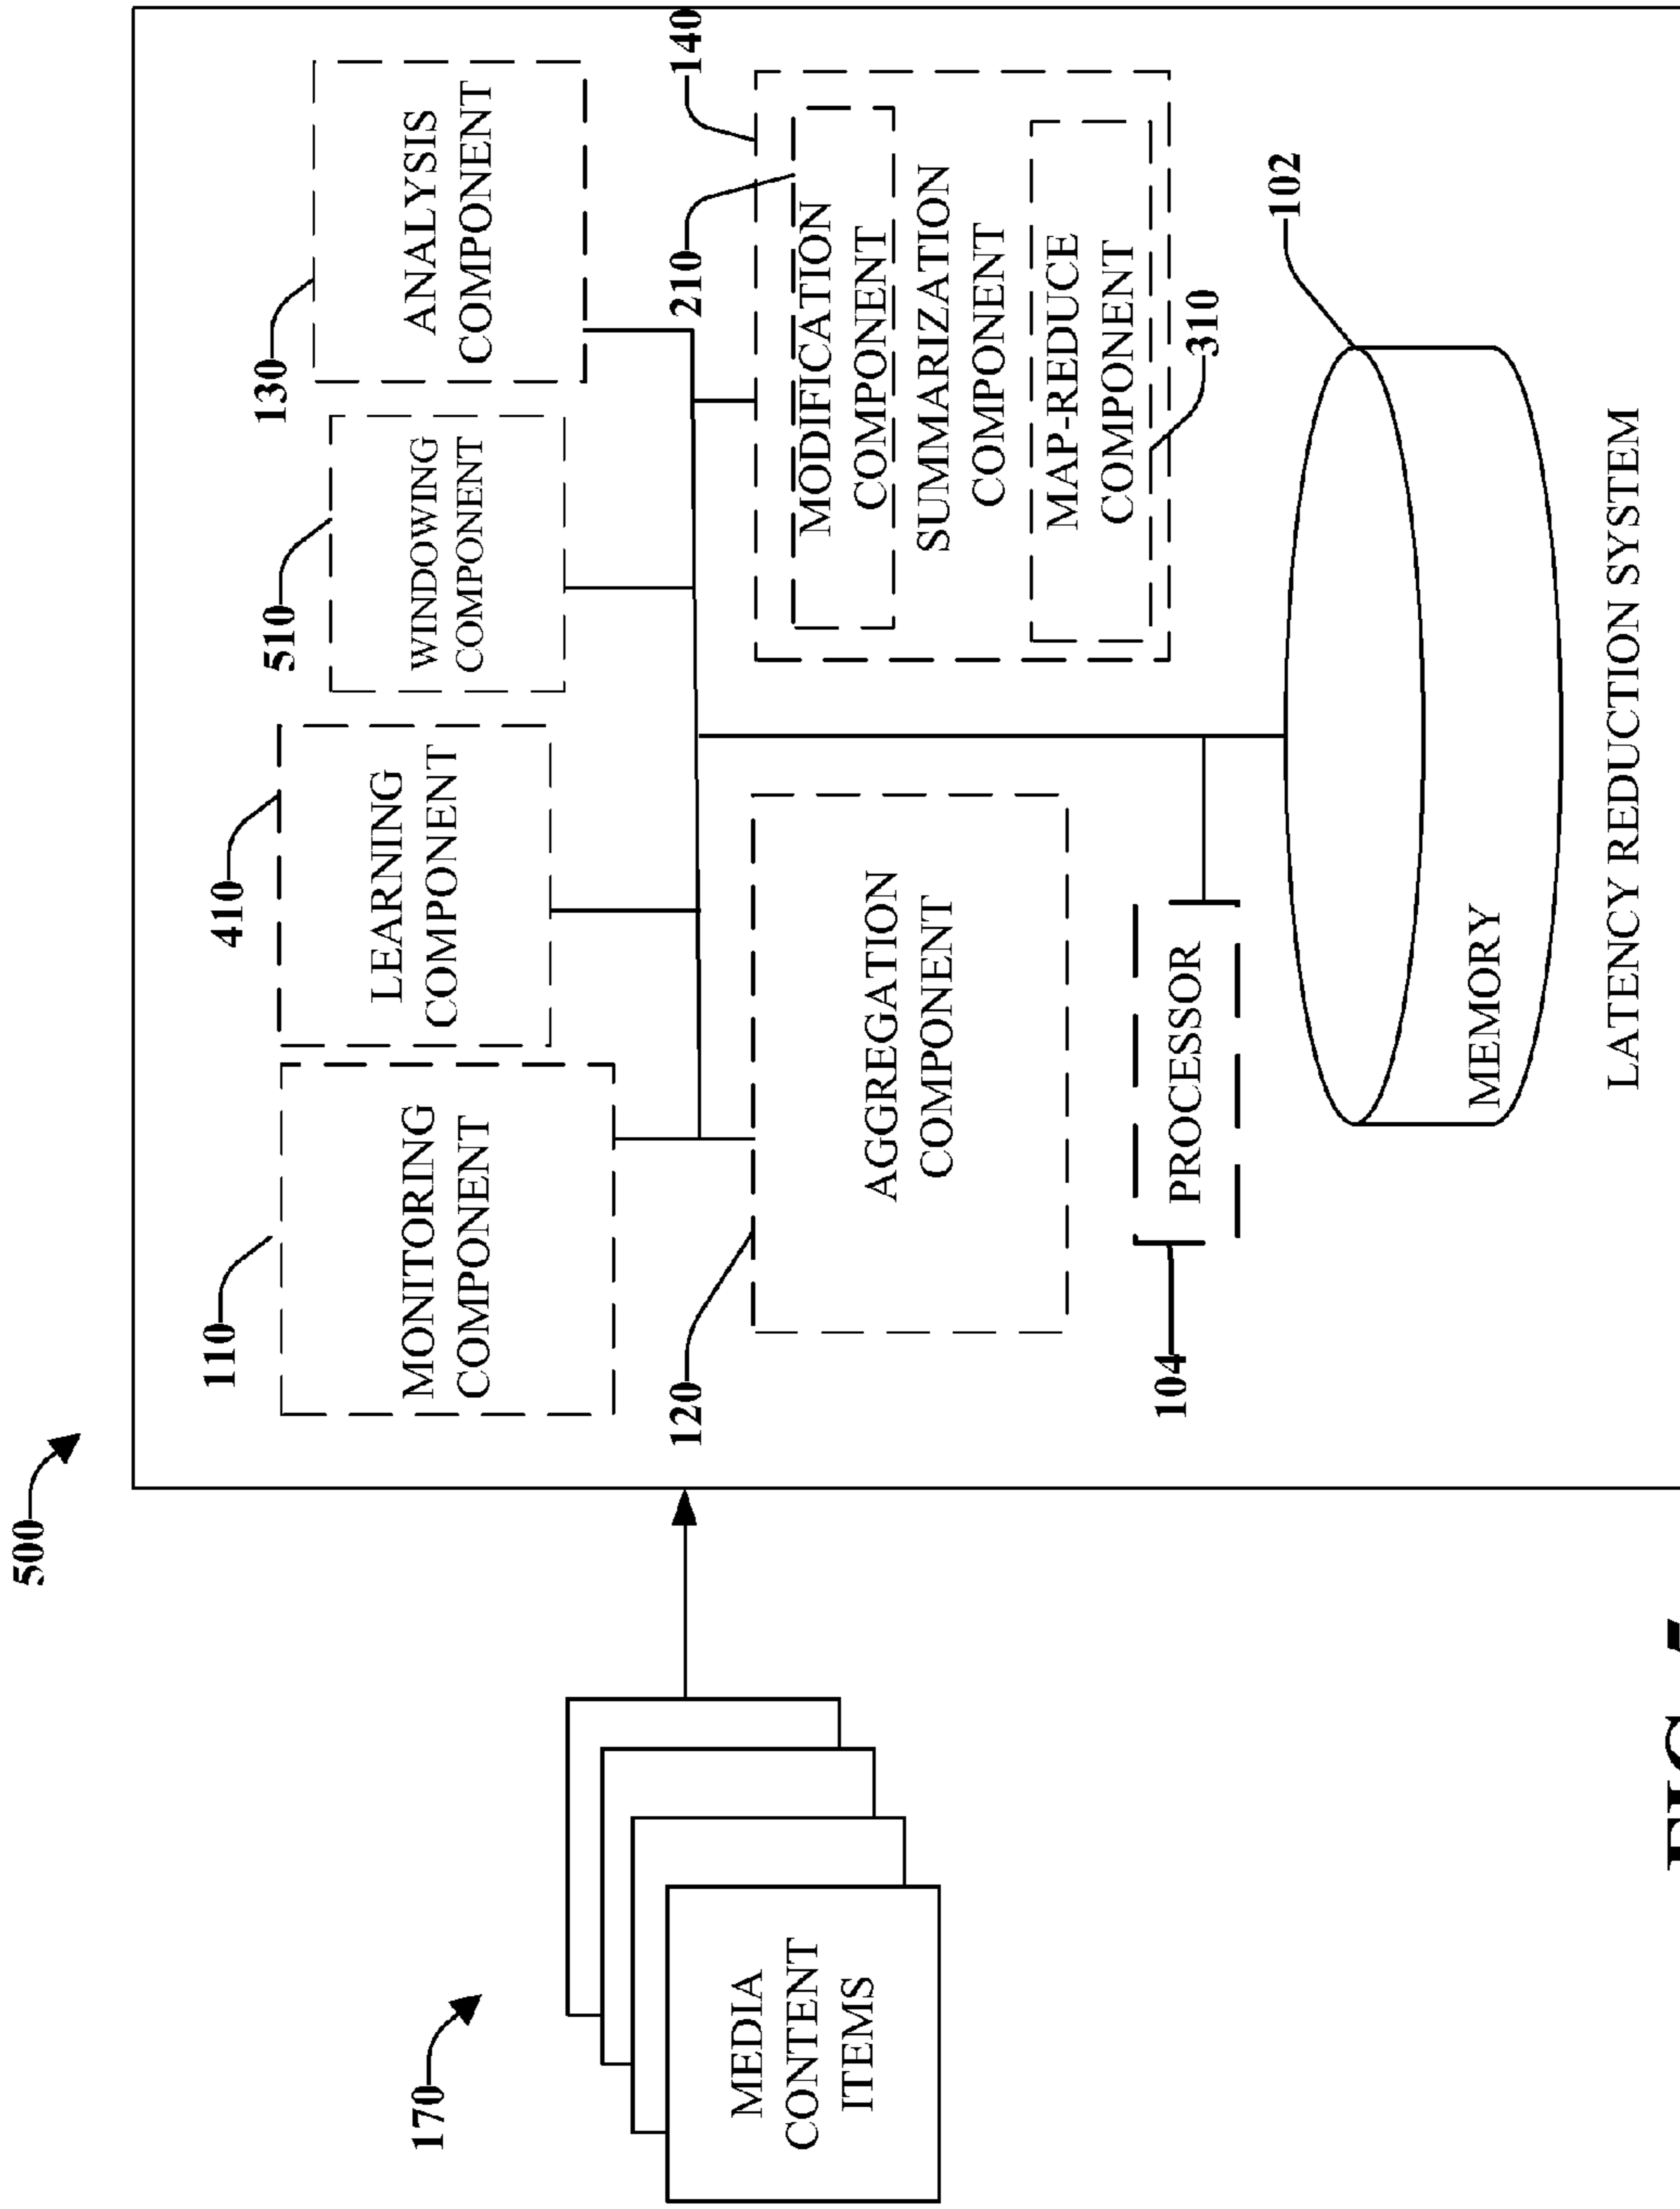 500
170
MEDIA
CONTENT
ITEMS
110
MONITORING
COMPONENT
410
LEARNING
COMPONENT
510
WINDOWING
COMPONENT
130
ANALYSIS
COMPONENT
120
AGGREGATION
COMPONENT
140
210
MODIFICATION
COMPONENT
SUMMARIZATION
COMPONENT
MAP-REDUCE
COMPONENT
310
104
PROCESSOR
102
MEMORY
LATENCY REDUCTION SYSTEM